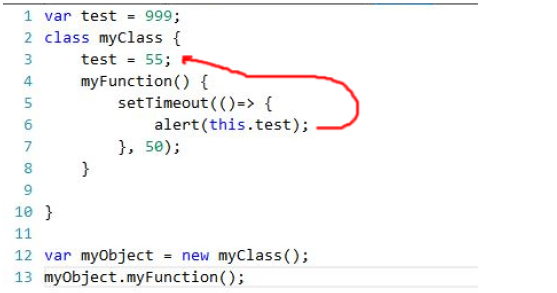 1 var test = 999;
2 class myClass {
3     test = 55;
4     myFunction() {
5         setTimeout(()=> {
6             alert(this.test);
7         }, 50);
8     }
9
10 }
11
12 var myObject = new myClass();
13 myObject.myFunction();